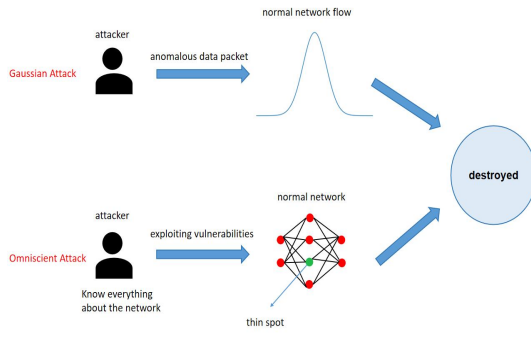 normal network flow
attacker
anomalous data packet
Gaussian Attack
destroyed
normal network
attacker
exploiting vulnerabilities
Omniscient Attack
Know everything
about the network
thin spot